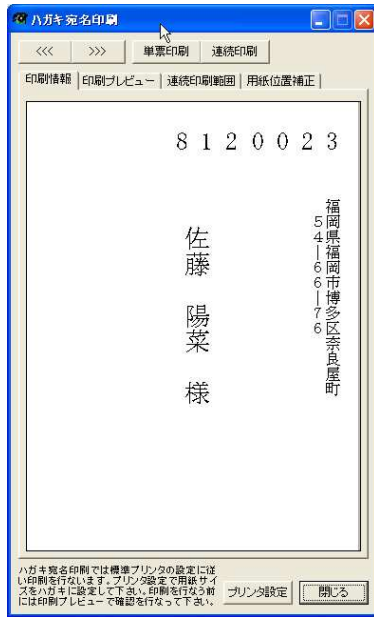 ハガキ宛名印刷
<<< >>> 単票印刷 連続印刷
印刷情報 印刷プレビュー 連続印刷範囲 用紙位置補正
8120023
福岡県福岡市博多区奈良屋町
54―66―76
佐藤 陽菜 様
ハガキ宛名印刷では標準プリンタの設定に従
い印刷を行ないます。プリンタ設定で用紙サイ
ズをハガキに設定して下さい。印刷を行なう前
には印刷プレビューで確認を行なって下さい。
プリンタ設定 閉じる